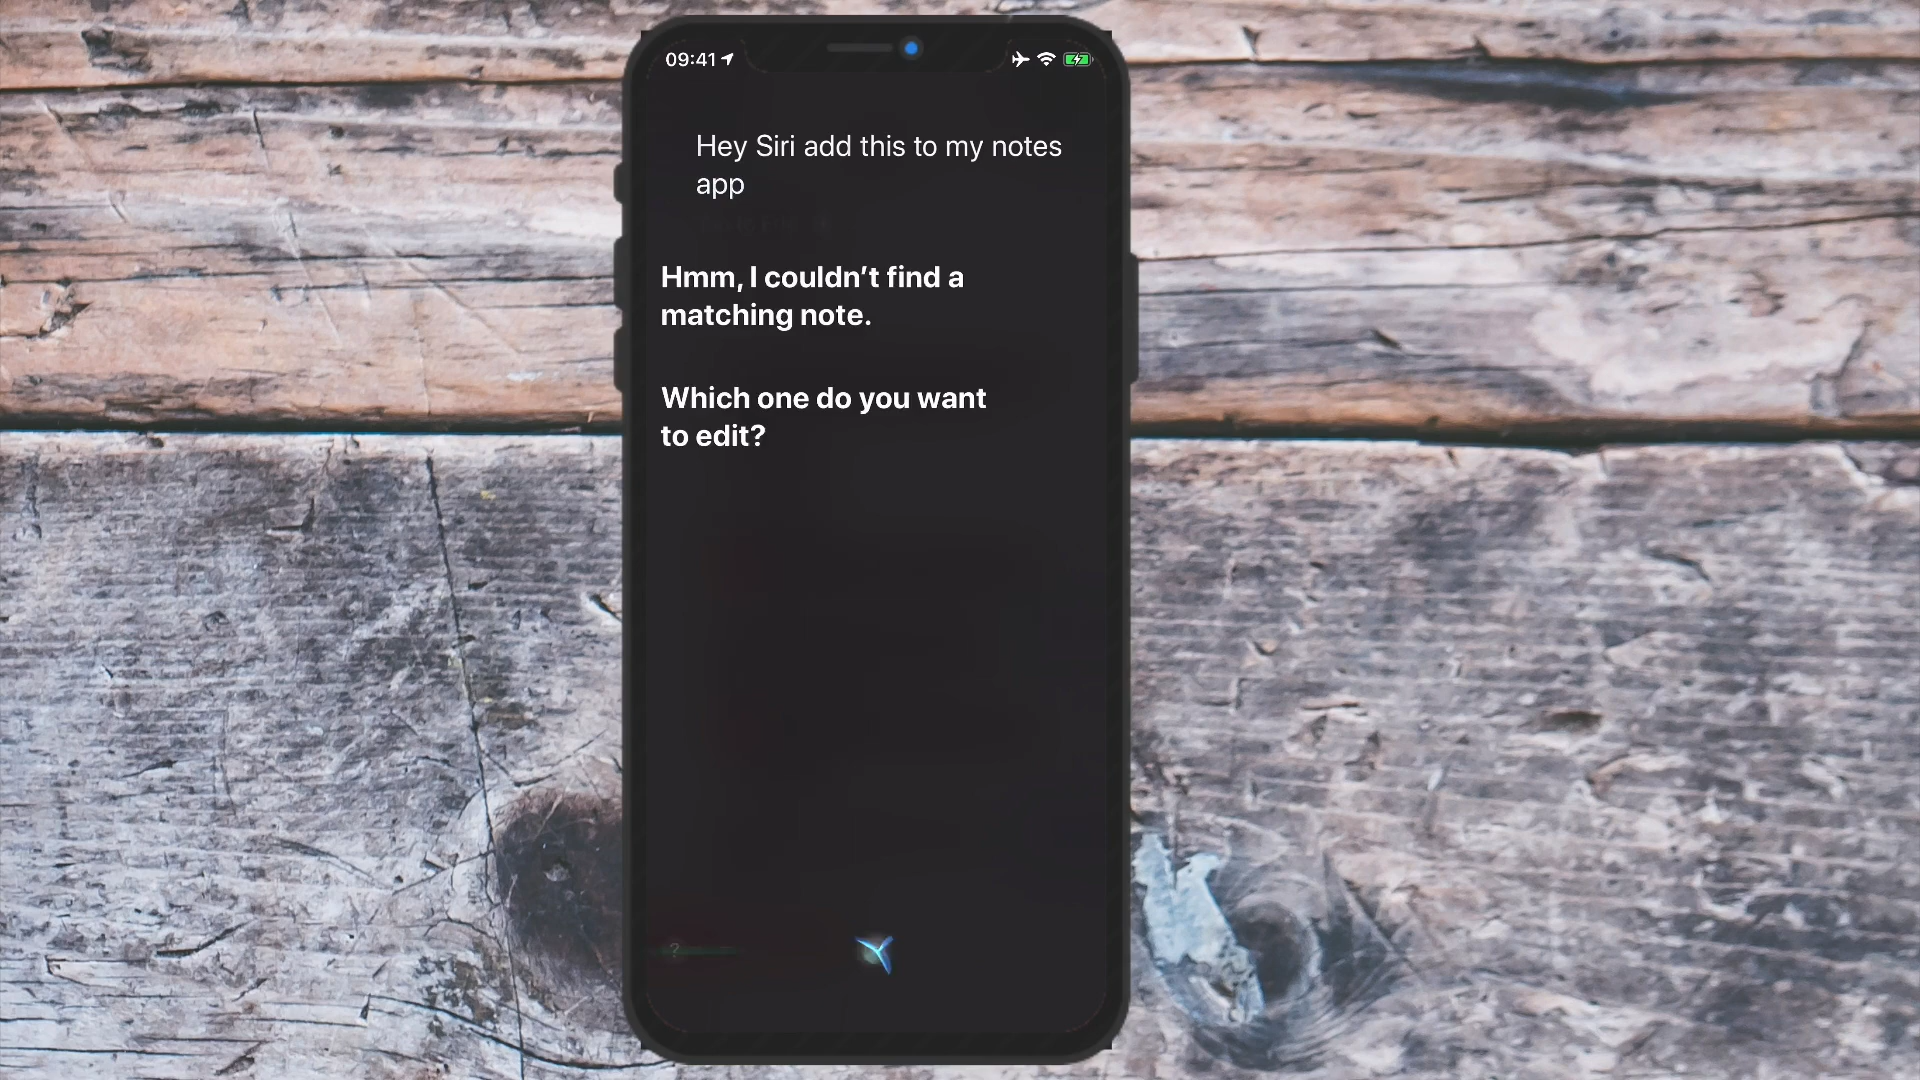 09:41
Hey Siri add this to my notes
app
Hmm, I couldn't find a
matching note.
Which one do you want
to edit?
?